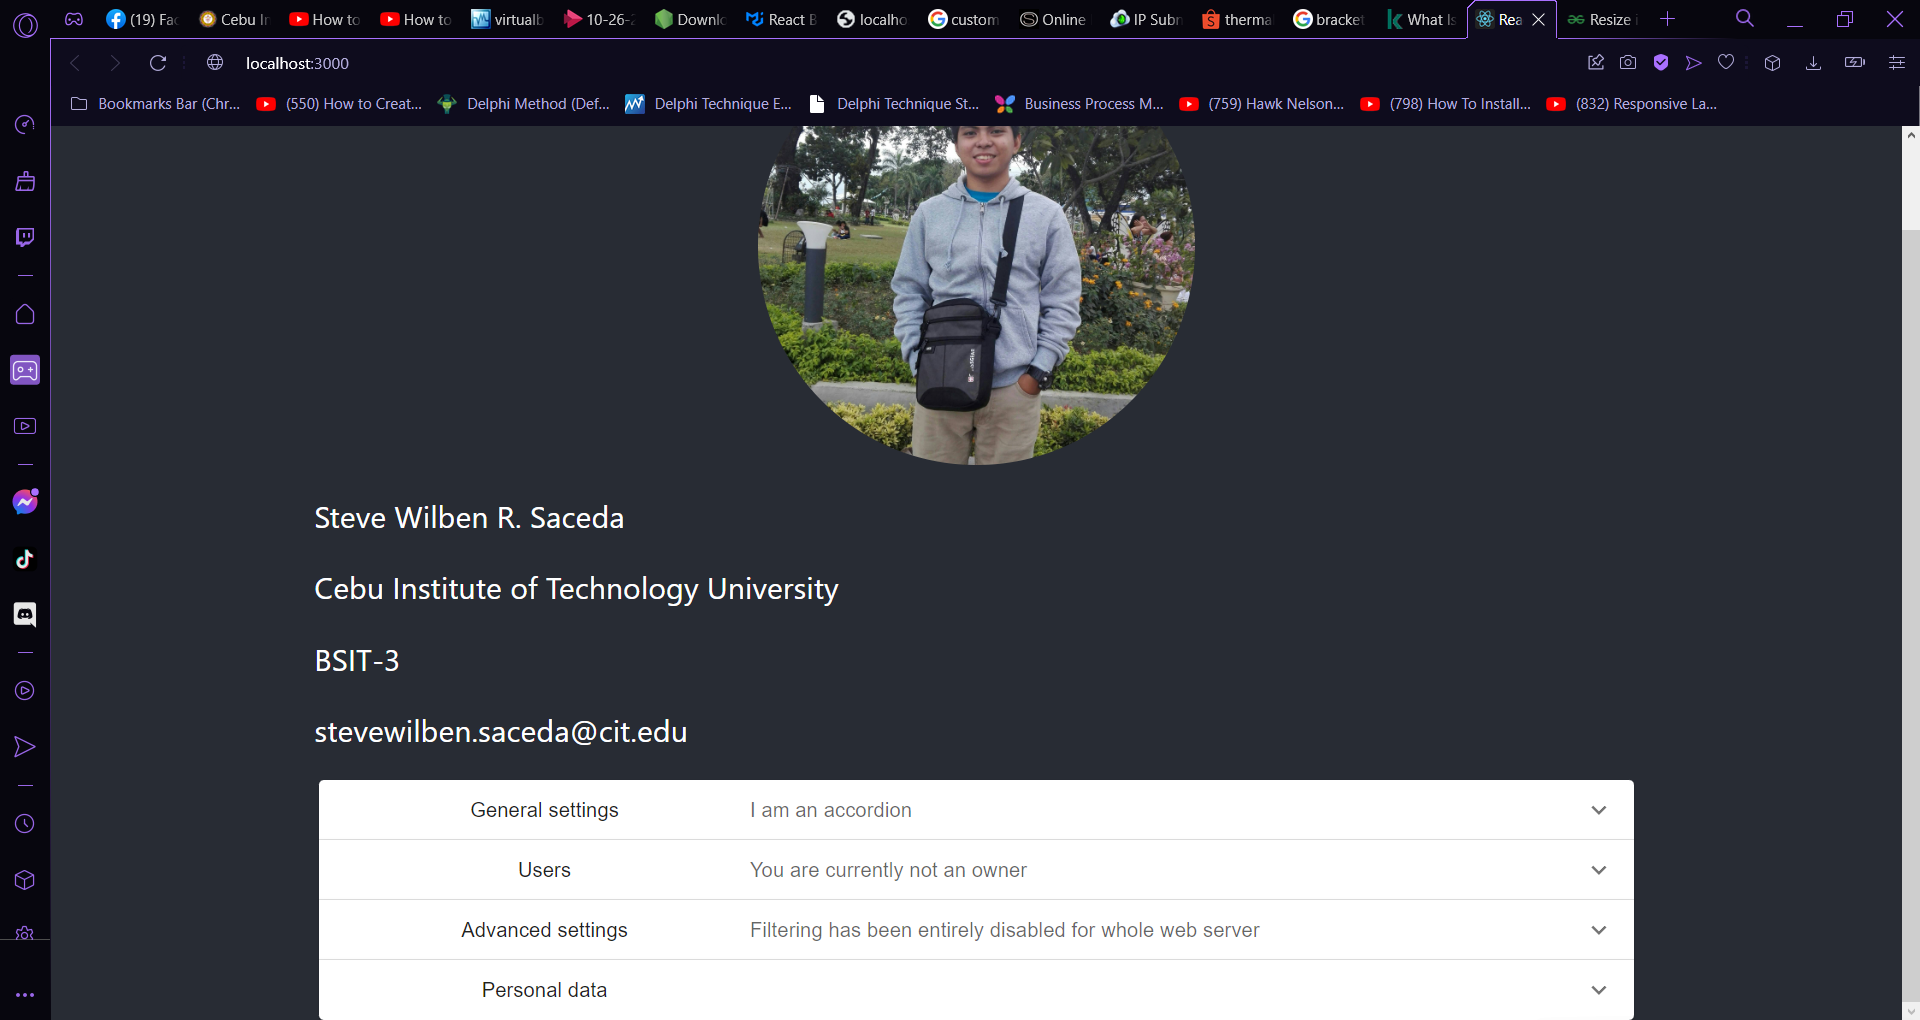 (19) Fac
Cebu In
How to
How to
virtualb
10-26-2
Downlo
React B
localho
custom
Online
IP Subn
therma
bracket
What Is
Rea
Resize i
localhost:3000
Bookmarks Bar (Chr...
(550) How to Creat...
Delphi Method (Def...
Delphi Technique E...
Delphi Technique St...
Business Process M...
(759) Hawk Nelson...
(798) How To Install...
(832) Responsive La...
Steve Wilben R. Saceda
Cebu Institute of Technology University
BSIT-3
stevewilben.saceda@cit.edu
General settings I am an accordion
Users You are currently not an owner
Advanced settings Filtering has been entirely disabled for whole web server
Personal data